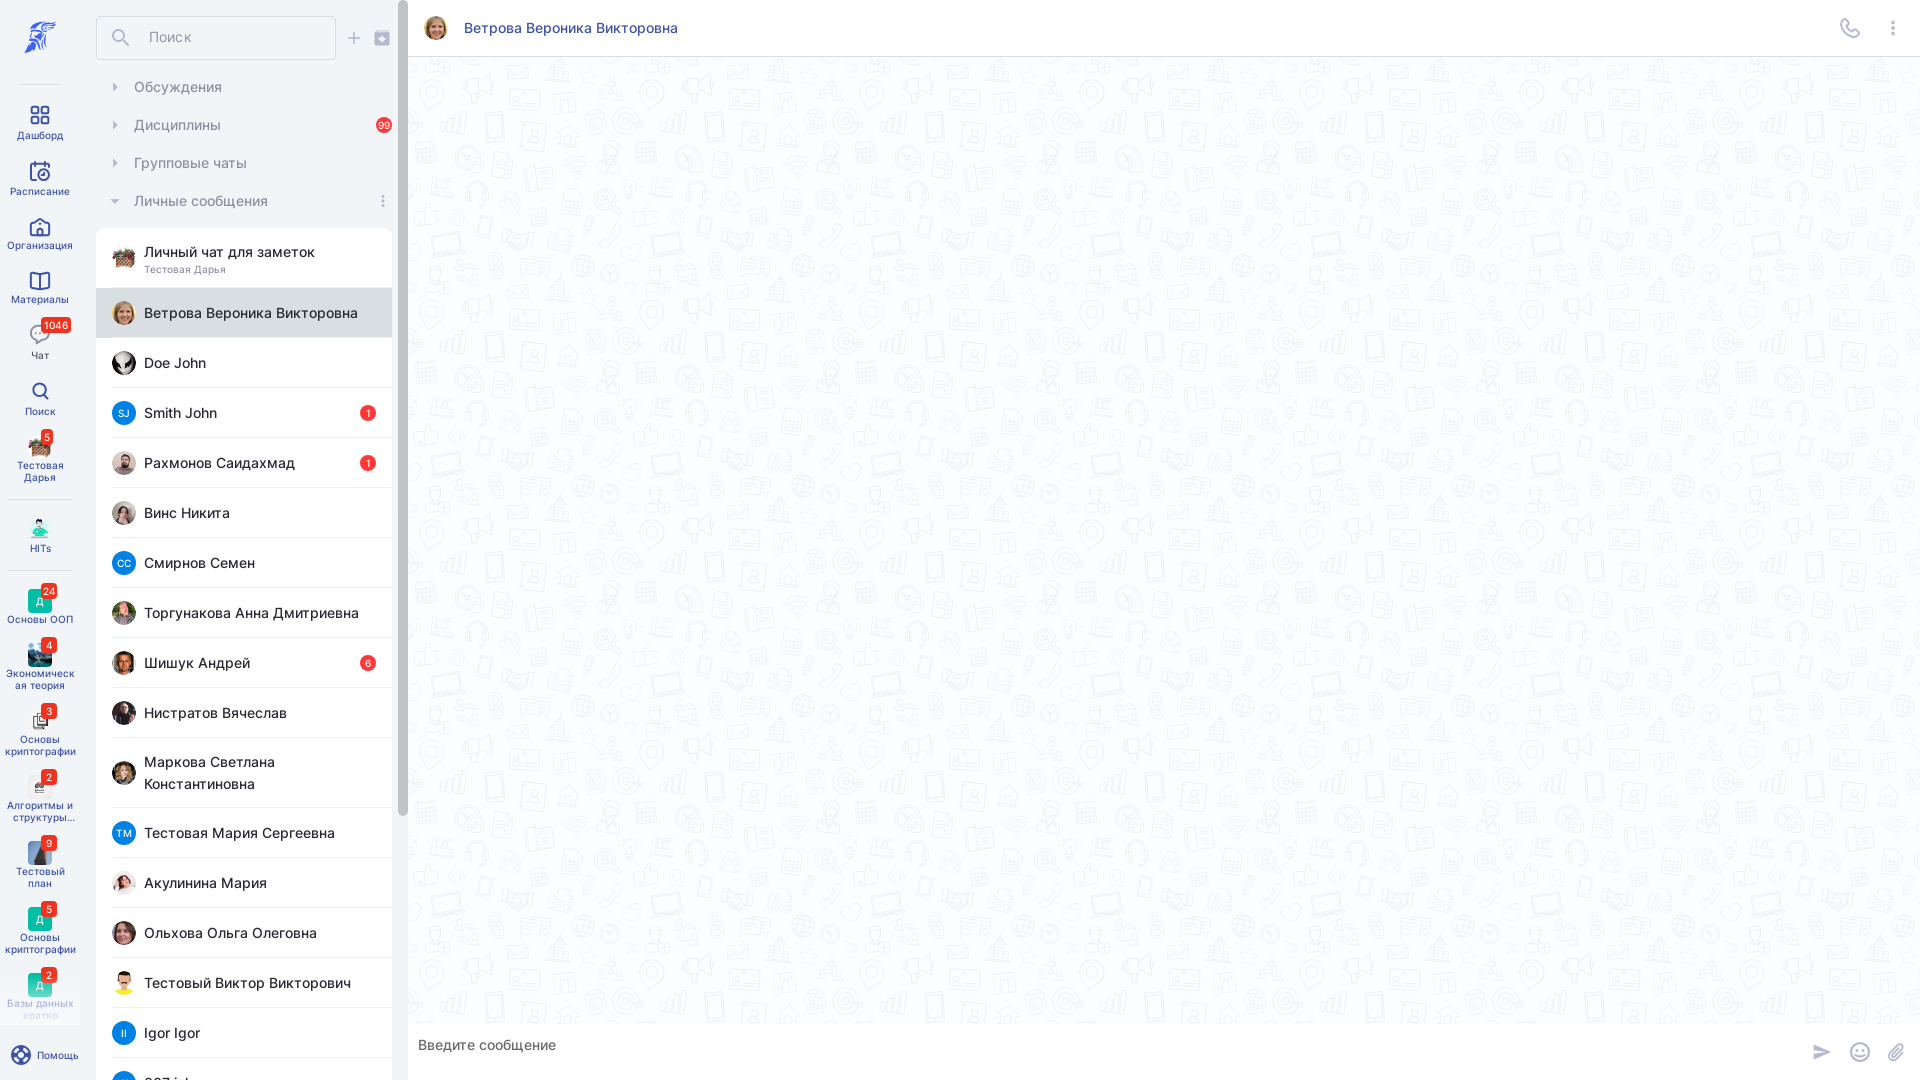 Дашборд
Расписание
Организация
Материалы
1046
Чат
Поиск
5
Тестовая
Дарья
HITs
24
Д
Основы ООП
4
Экономическ
ая теория
3
Основы
криптографии
2
Алгоритмы и
структуры...
9
Тестовый
план
5
Д
Основы
криптографии
2
Д
Базы данных
кратко
Помощь
Поиск
Обсуждения
Дисциплины
99
Групповые чаты
Личные сообщения
Личный чат для заметок
Тестовая Дарья
Ветрова Вероника Викторовна
Doe John
SJ Smith John 1
Рахмонов Саидахмад 1
Винс Никита
СС Смирнов Семен
Торгунакова Анна Дмитриевна
Шишук Андрей 6
Нистратов Вячеслав
Маркова Светлана
Константиновна
ТМ Тестовая Мария Сергеевна
Акулинина Мария
Ольхова Ольга Олеговна
Тестовый Виктор Викторович
II Igor Igor
Ветрова Вероника Викторовна
Введите сообщение